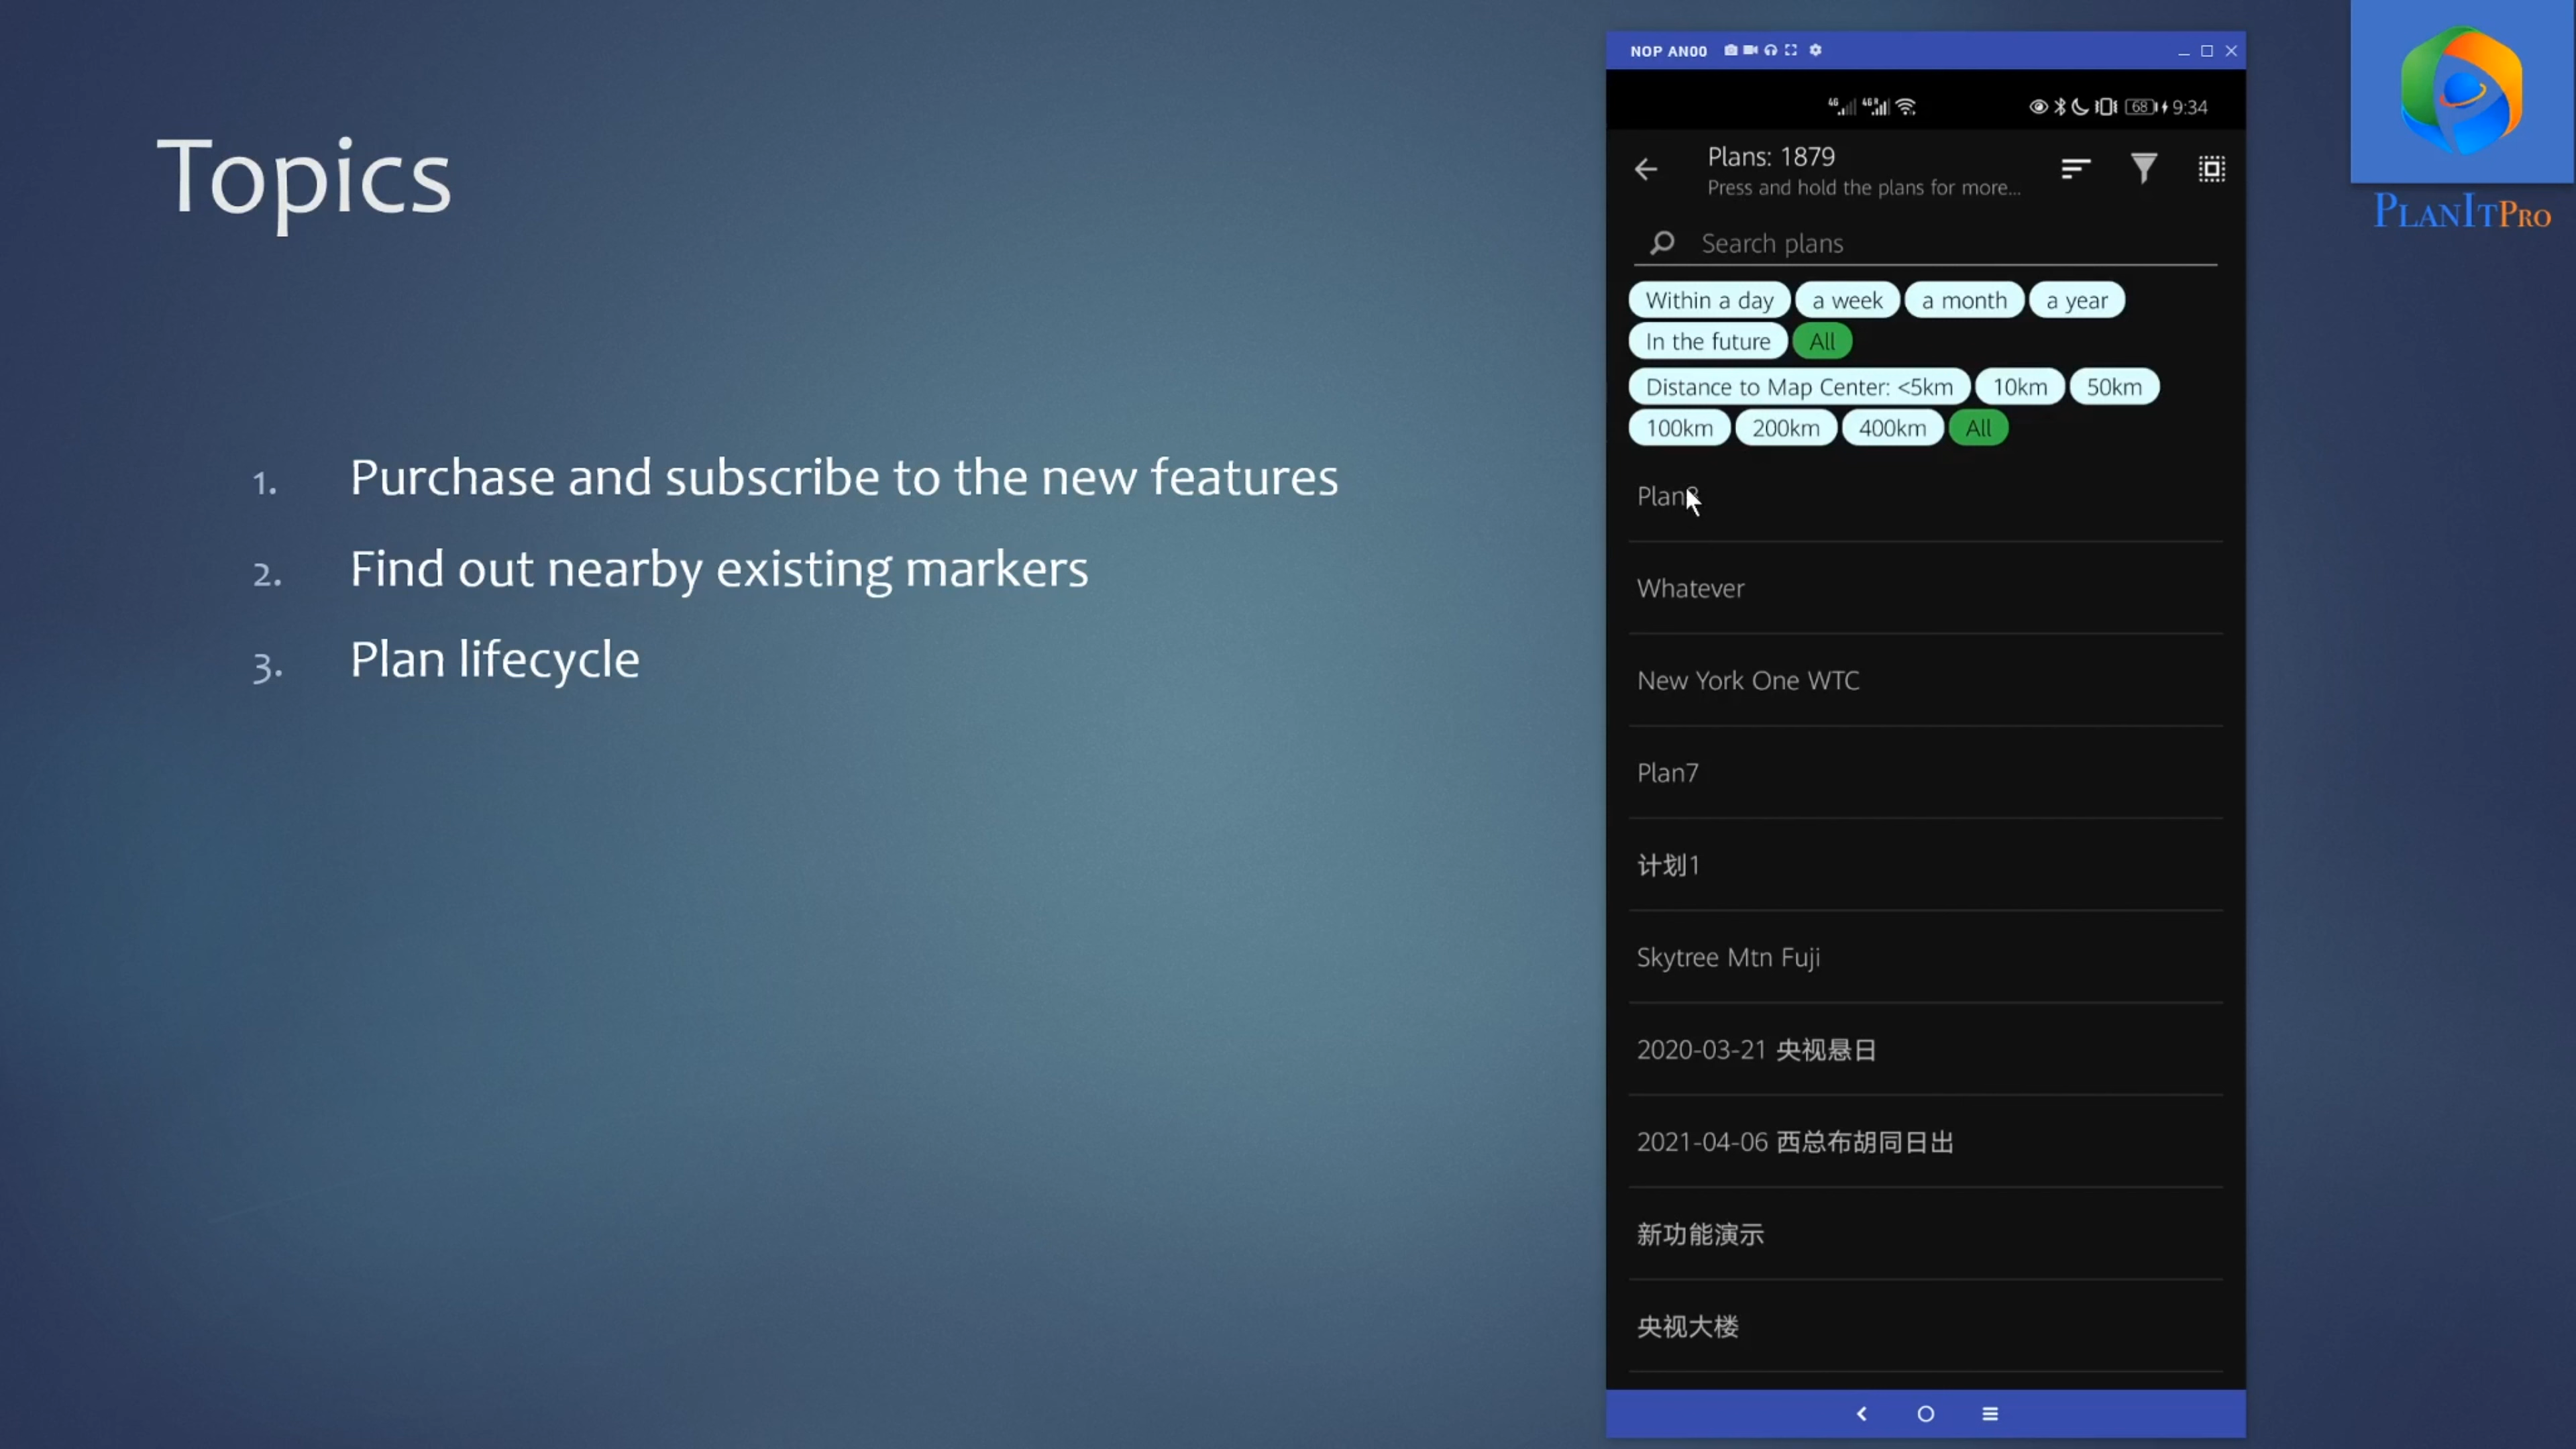 Topics
1. Purchase and subscribe to the new features
2. Find out nearby existing markers
3. Plan lifecycle
NOP AN00
4G 4G R 68 9:34
Plans: 1879
Press and hold the plans for more...
Search plans
Within a day a week a month a year
In the future All
Distance to Map Center: <5km 10km 50km
100km 200km 400km All
Whatever
New York One WTC
Plan7
计划1
Skytree Mtn Fuji
2020-03-21 央视悬日
2021-04-06 西总布胡同日出
新功能演示
央视大楼
PLANITPRO